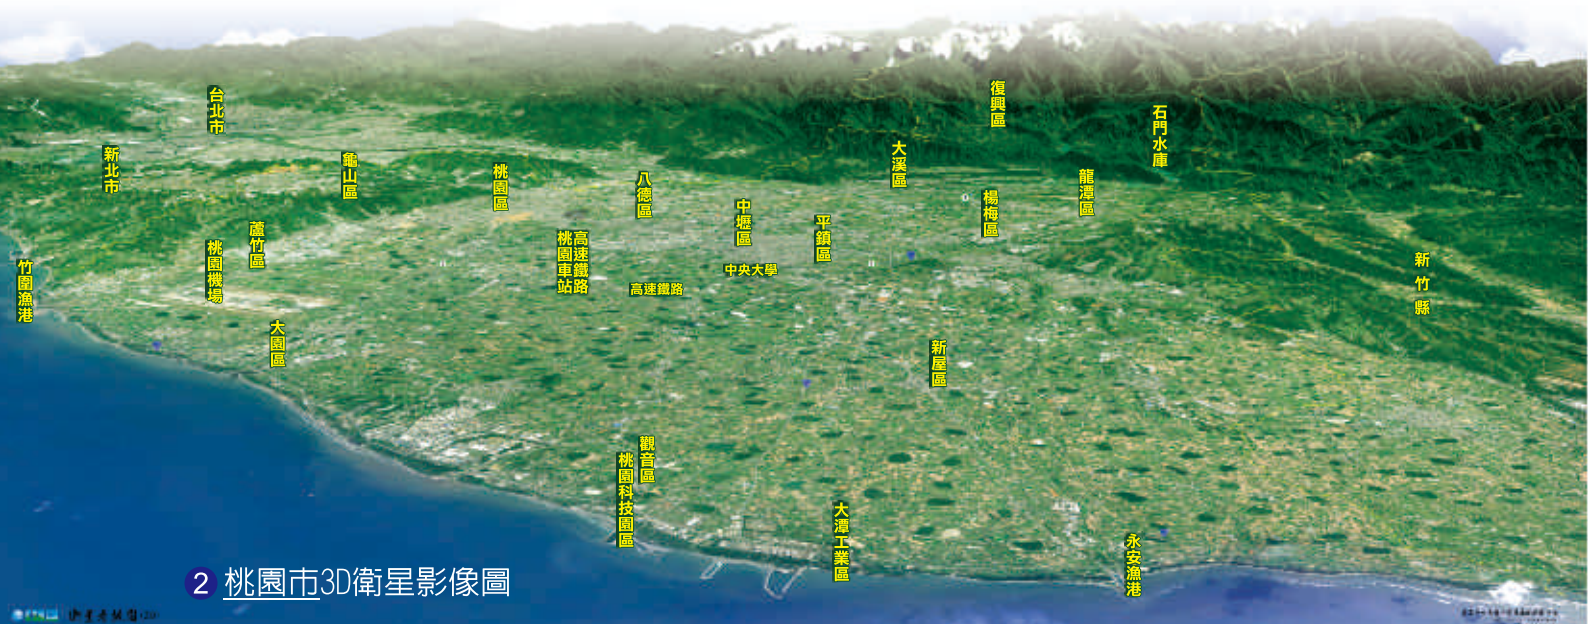 台北市
新北市
龜山區
桃園區
八德區
中壢區
平鎮區
大溪區
復興區
石門水庫
龍潭區
楊梅區
蘆竹區
桃園機場
竹圍漁港
高速鐵路
桃園車站
中央大學
高速鐵路
新竹縣
大園區
新屋區
觀音區
桃園科技園區
大潭工業區
永安漁港
2 桃園市3D衛星影像圖